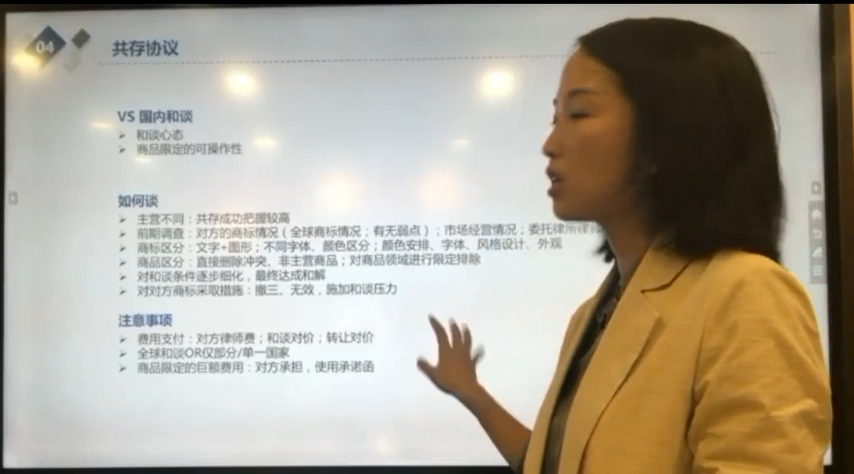 04
共存协议
VS 国内和谈
和谈心态
商品限定的可操作性
如何谈
主营不同：共存成功把握较高
前期调查：对方的商标情况（全球商标情况；有无弱点）；市场经营情况；委托律所律
商标区分：文字+图形；不同字体、颜色区分；颜色安排、字体、风格设计、外观
商品区分：直接删除冲突、非主营商品；对商品领域进行限定排除
对和谈条件逐步细化，最终达成和解
对对方商标采取措施：撤三、无效，施加和谈压力
注意事项
费用支付：对方律师费；和谈对价；转让对价
全球和谈OR仅部分/单一国家
商品限定的巨额费用：对方承担，使用承诺函